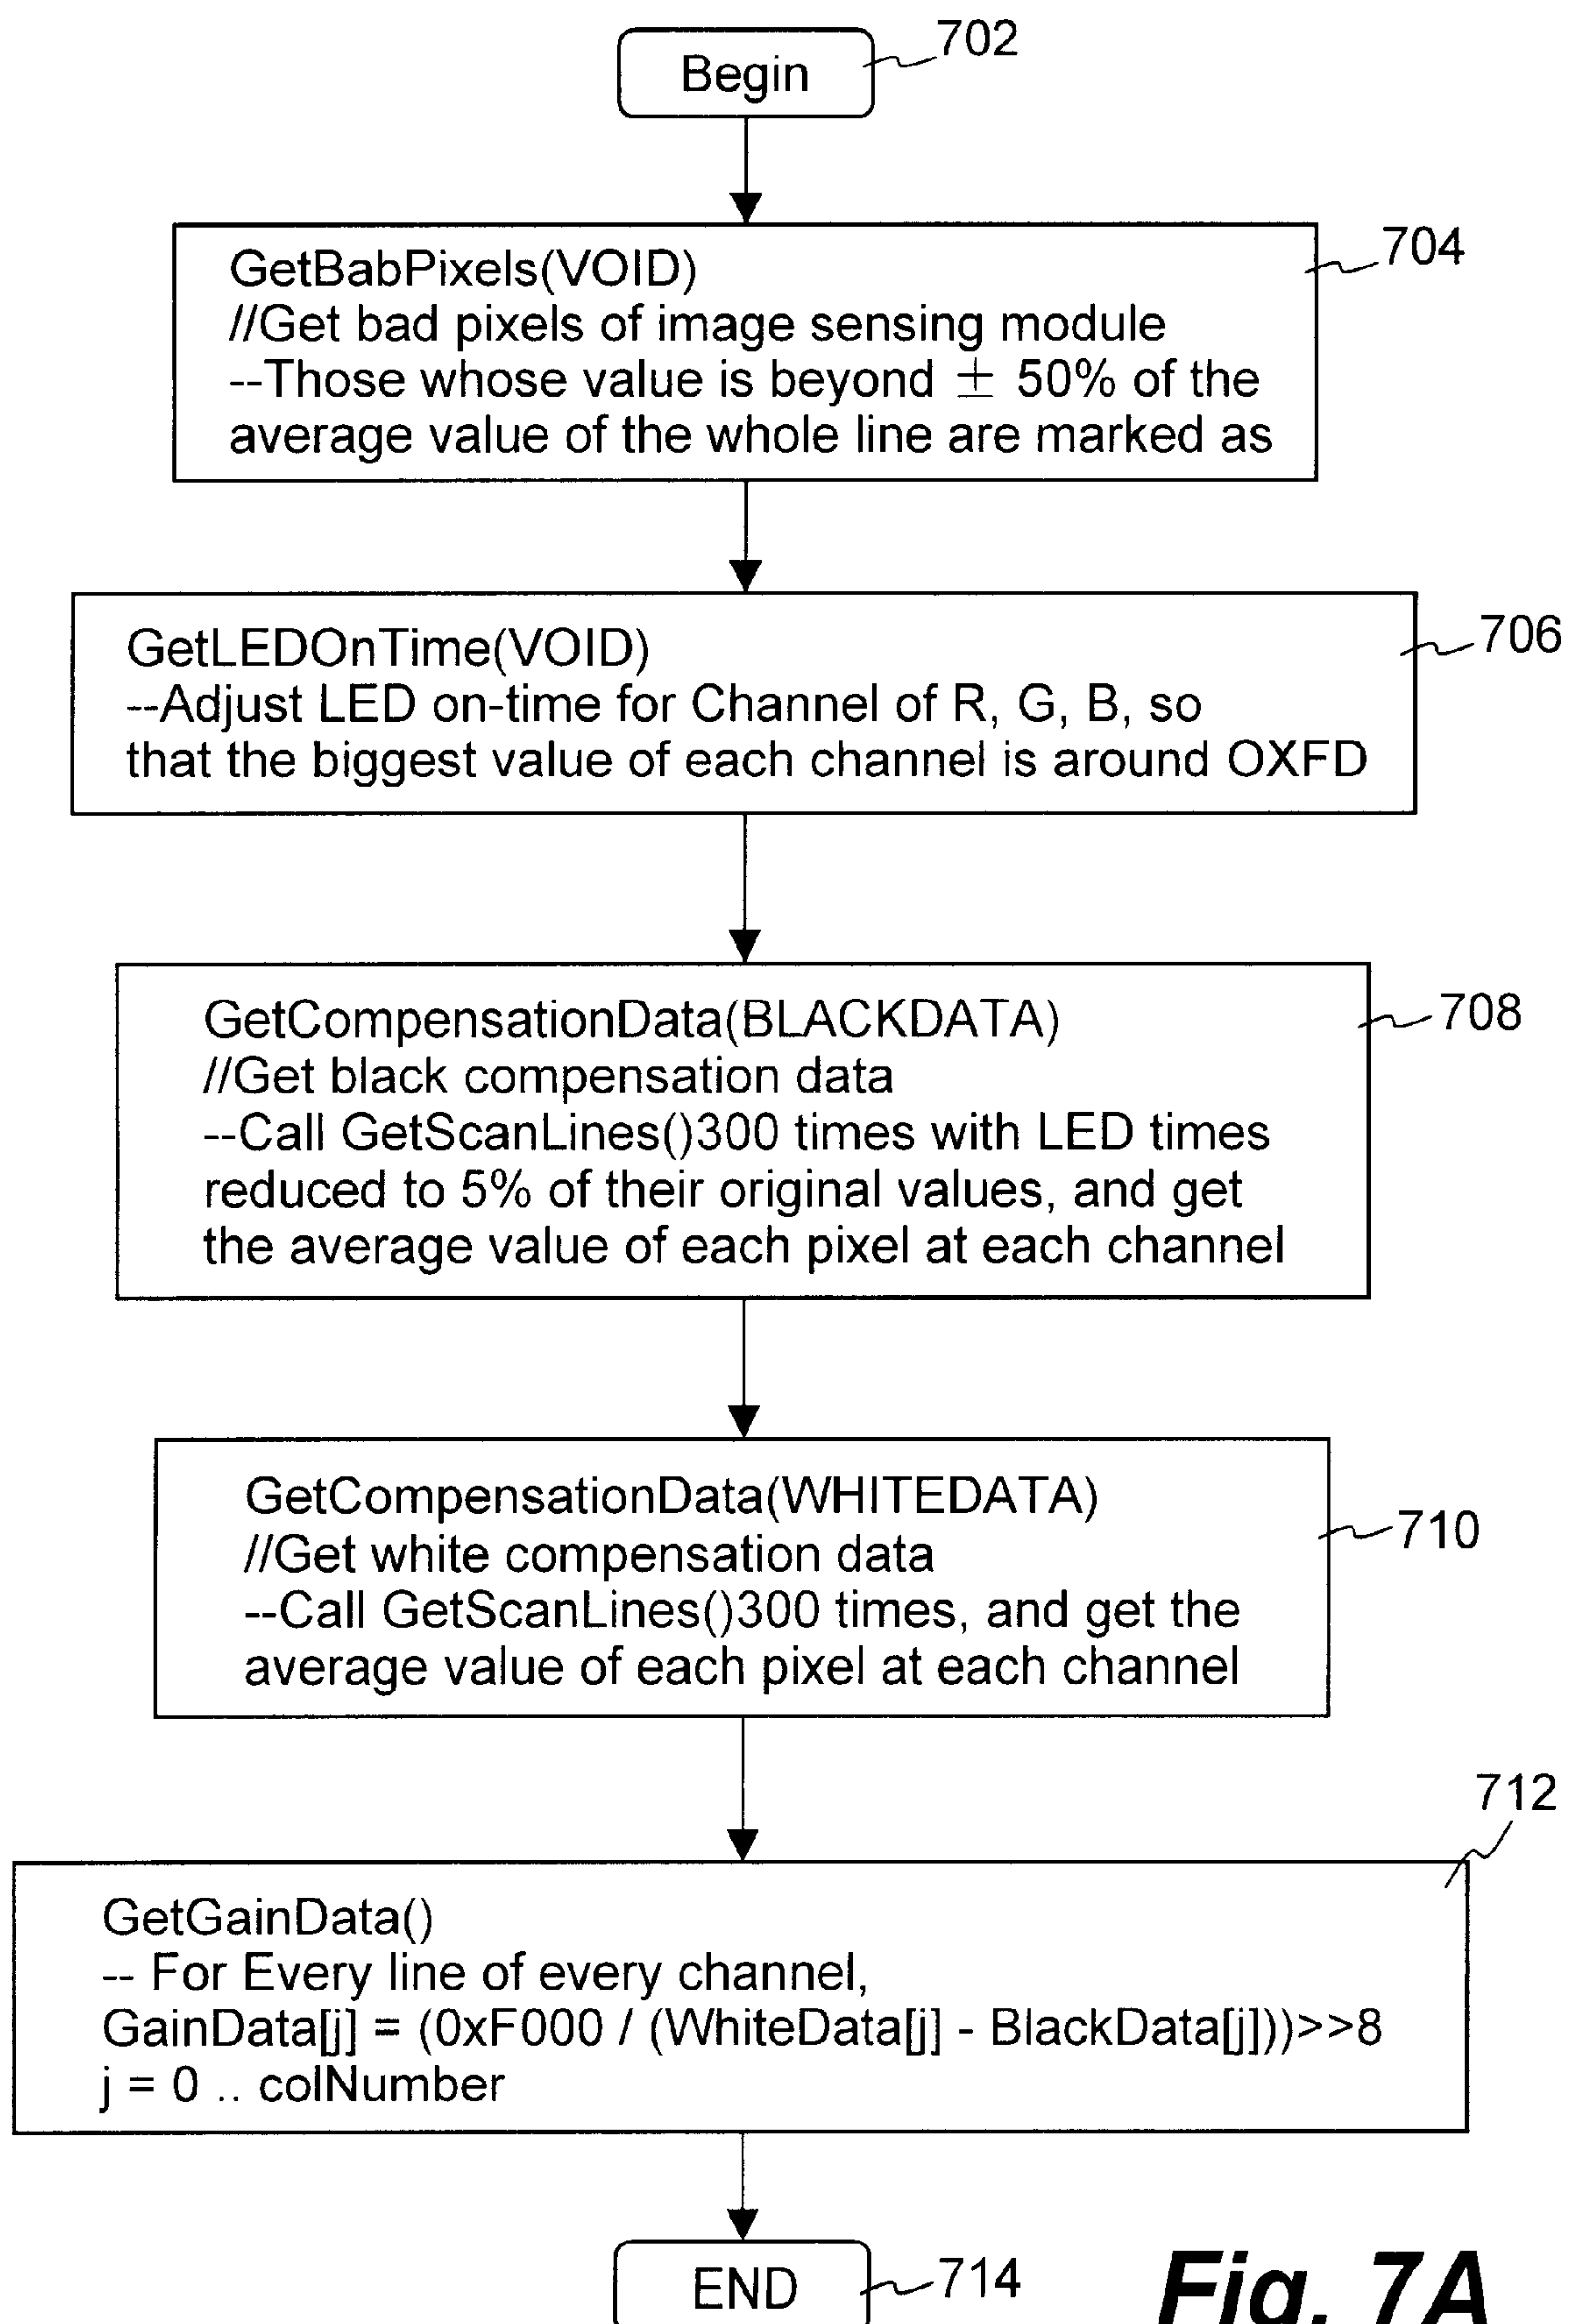 Begin
702
GetBabPixels(VOID)
//Get bad pixels of image sensing module
--Those whose value is beyond ± 50% of the
average value of the whole line are marked as
704
GetLEDOnTime(VOID)
--Adjust LED on-time for Channel of R, G, B, so
that the biggest value of each channel is around OXFD
706
GetCompensationData(BLACKDATA)
//Get black compensation data
--Call GetScanLines()300 times with LED times
reduced to 5% of their original values, and get
the average value of each pixel at each channel
708
GetCompensationData(WHITEDATA)
//Get white compensation data
--Call GetScanLines()300 times, and get the
average value of each pixel at each channel
710
712
GetGainData()
-- For Every line of every channel,
GainData[j] = (0xF000 / (WhiteData[j] - BlackData[j]))>>8
j = 0 .. colNumber
END
714
Fig. 7A